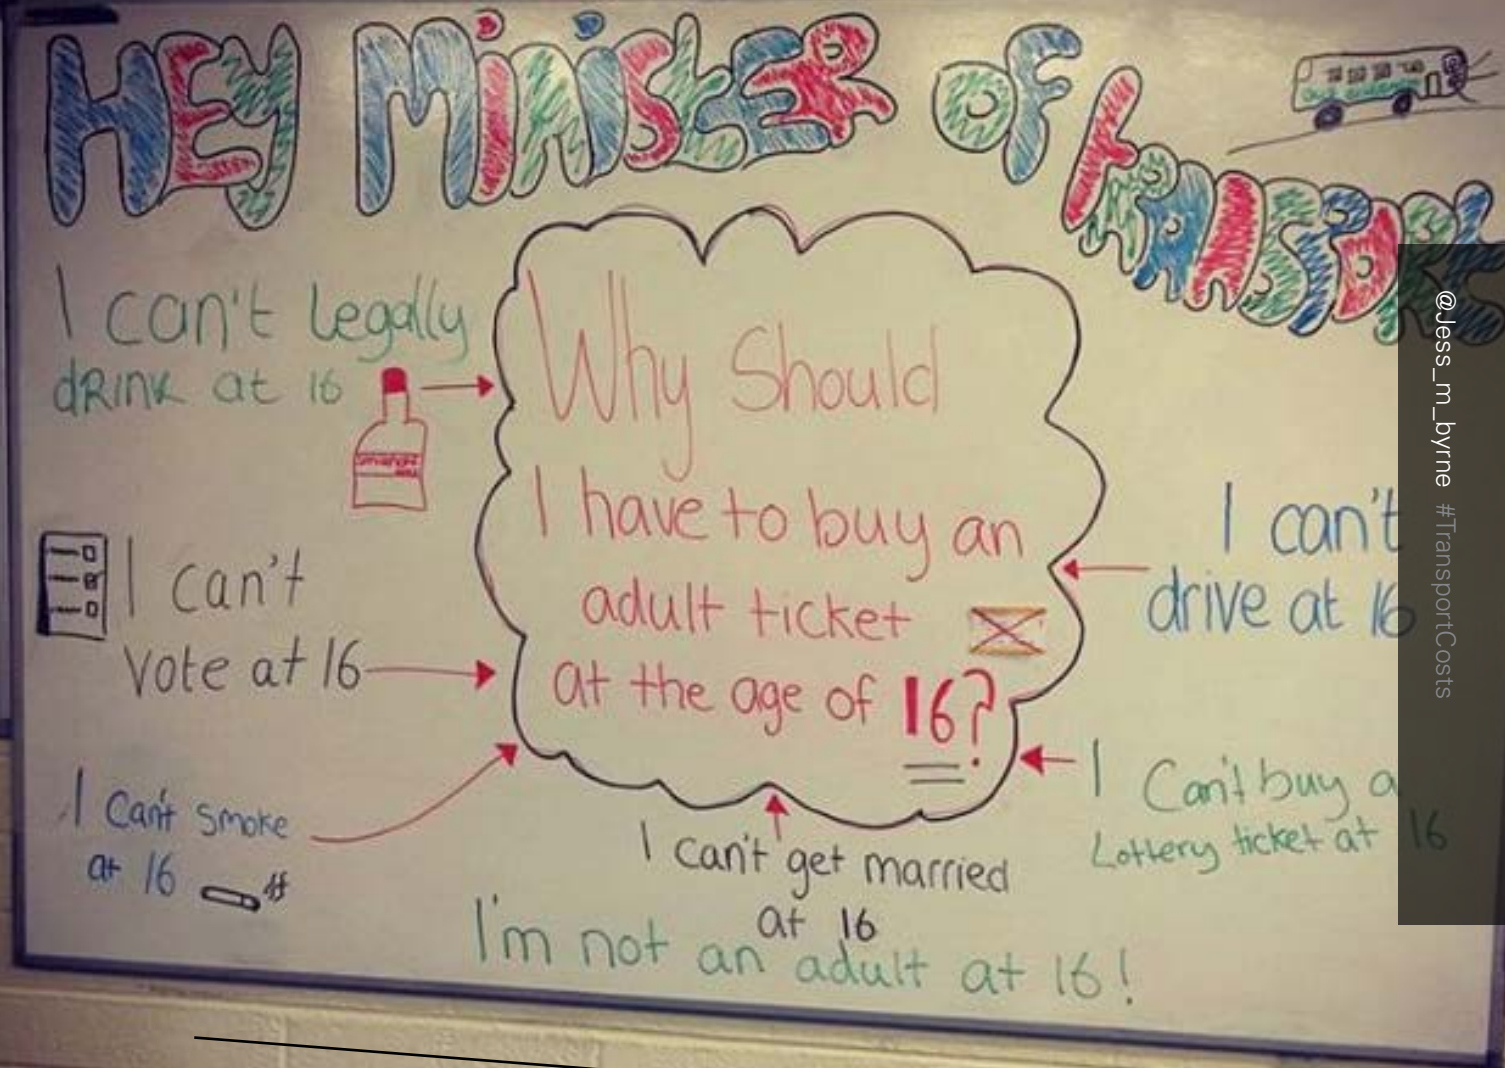 HEY MiNiStER OF tRANSPORt
I can't Legally
dRink at 16
Why Should
I have to buy an
adult ticket
at the age of 16?
I can't
vote at 16
I can't
drive at 16
I Can't smoke
at 16
I can't get married
at 16
I Can't buy a
Lottery ticket at 16
I'm not an adult at 16!
@Jess_m_byrne #TransportCosts